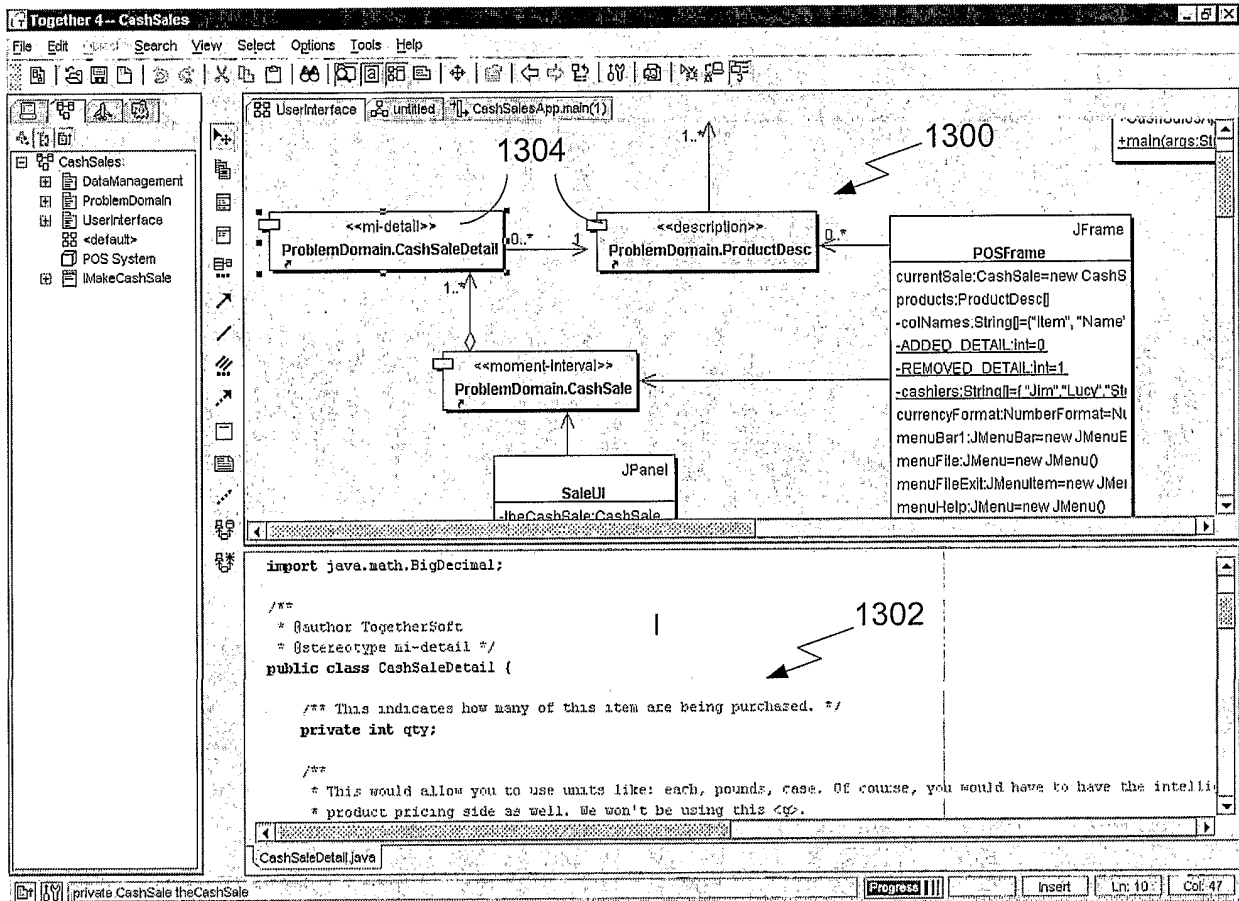 Together 4 -- CashSales
File Edit Search View Select Options Tools Help
UserInterface untitled CashSalesApp.main(1)
CashSales
DataManagement
ProblemDomain
UserInterface
<default>
POS System
IMakeCashSale
1304
1..*
1300
+main(args:Stri
<<mi-detail>>
ProblemDomain.CashSaleDetail
0..*
1
<<description>>
ProblemDomain.ProductDesc
0..*
1..*
<<moment-interval>>
ProblemDomain.CashSale
JPanel
SaleUI
-theCashSale:CashSale
JFrame
POSFrame
currentSale:CashSale=new CashS
products:ProductDesc[]
-colNames:String[]={"Item", "Name"
-ADDED_DETAIL:int=0
-REMOVED_DETAIL:int=1
-cashiers:String[]={ "Jim","Lucy","Ste
currencyFormat:NumberFormat=Nu
menuBar1:JMenuBar=new JMenuB
menuFile:JMenu=new JMenu()
menuFileExit:JMenuItem=new JMen
menuHelp:JMenu=new JMenu()
import java.math.BigDecimal;
/**
* @author TogetherSoft
* @stereotype mi-detail */
public class CashSaleDetail {
1302
/** This indicates how many of this item are being purchased. */
private int qty;
/**
* This would allow you to use units like: each, pounds, case. Of course, you would have to have the intellig
* product pricing side as well. We won't be using this <g>.
CashSaleDetail.java
private CashSale theCashSale
Progress
Insert
Ln: 10
Col: 47